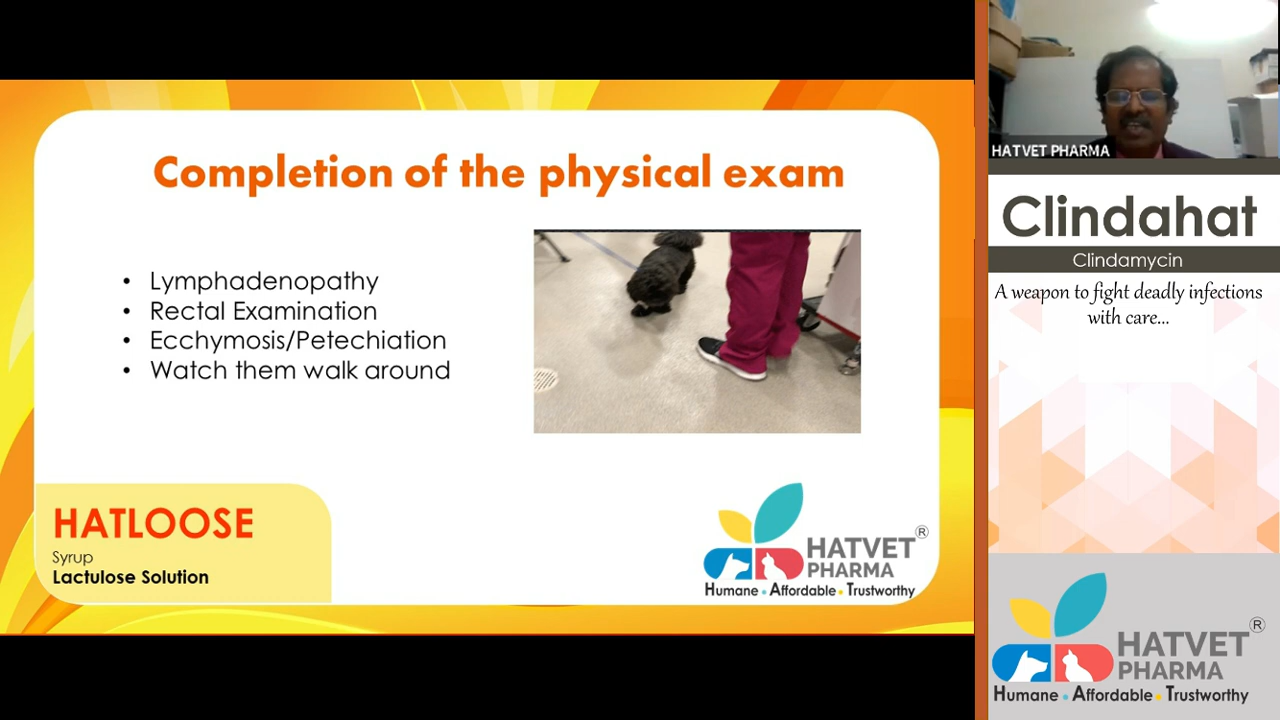 Completion of the physical exam
• Lymphadenopathy
• Rectal Examination
• Ecchymosis/Petechiation
• Watch them walk around
HATLOOSE
Syrup
Lactulose Solution
HATVET ®
PHARMA
Humane • Affordable • Trustworthy
HATVET PHARMA
Clindahat
Clindamycin
A weapon to fight deadly infections
with care...
HATVET ®
PHARMA
Humane • Affordable • Trustworthy